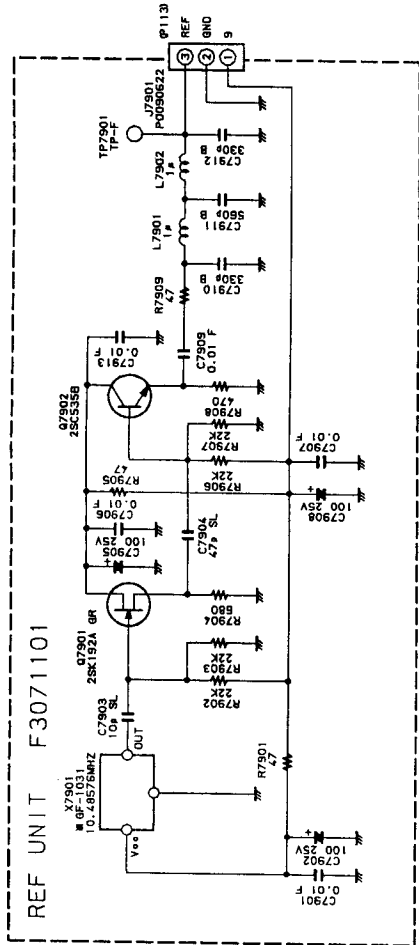 REF UNIT F3071101
X7901
※ GF-1031
10.48576MHZ
Vcc
OUT
C7901
0.01 F
C7902
100 25V
R7901
47
C7903
10p SL
R7902
22K
R7903
22K
Q7901
2SK192A GR
R7904
680
C7905
100 25V
C7906
0.01 F
R7905
47
C7904
47p SL
R7906
22K
R7907
22K
R7908
470
C7908
100 25V
C7907
0.01 F
Q7902
2SC535B
C7913
0.01 F
C7909
0.01 F
R7909
47
C7910
330p B
L7901
1μ
C7911
560p B
L7902
1μ
C7912
330p B
TP7901
TP-F
J7901
P0090622
(P113)
3 REF
2 GND
1 9